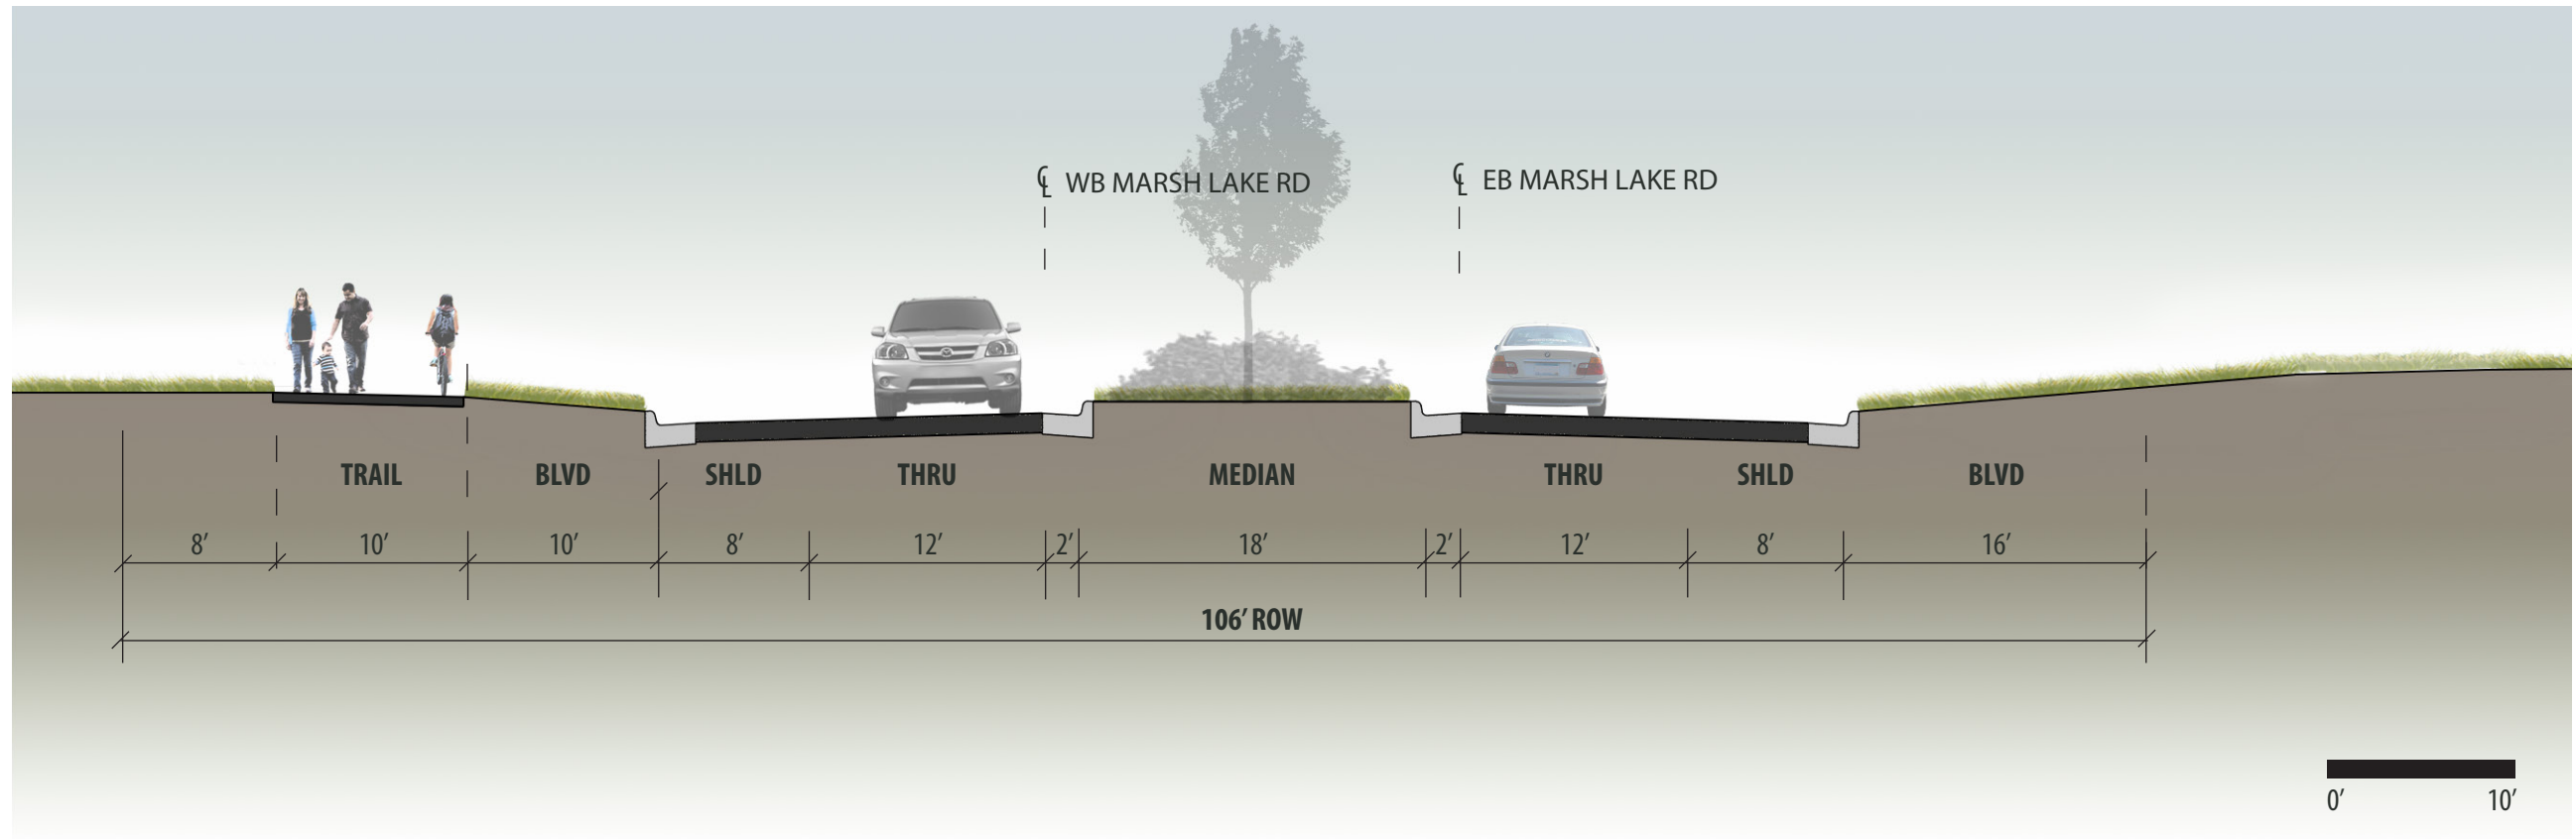 ℄ WB MARSH LAKE RD
℄ EB MARSH LAKE RD
TRAIL
BLVD
SHLD
THRU
MEDIAN
THRU
SHLD
BLVD
8′
10′
10′
8′
12′
2′
18′
2′
12′
8′
16′
106′ ROW
0′
10′